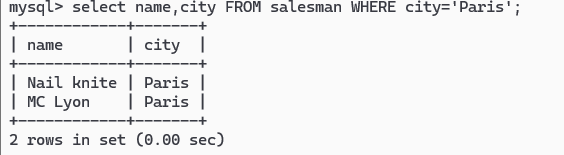 mysql> select name,city FROM salesman WHERE city='Paris';
+------------+-------+
| name       | city  |
+------------+-------+
| Nail knite | Paris |
| MC Lyon    | Paris |
+------------+-------+
2 rows in set (0.00 sec)